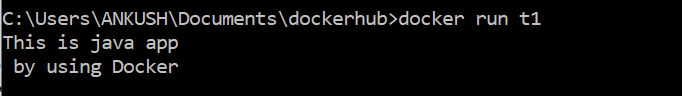 C:\Users\ANKUSH\Documents\dockerhub>docker run t1
This is java app
 by using Docker